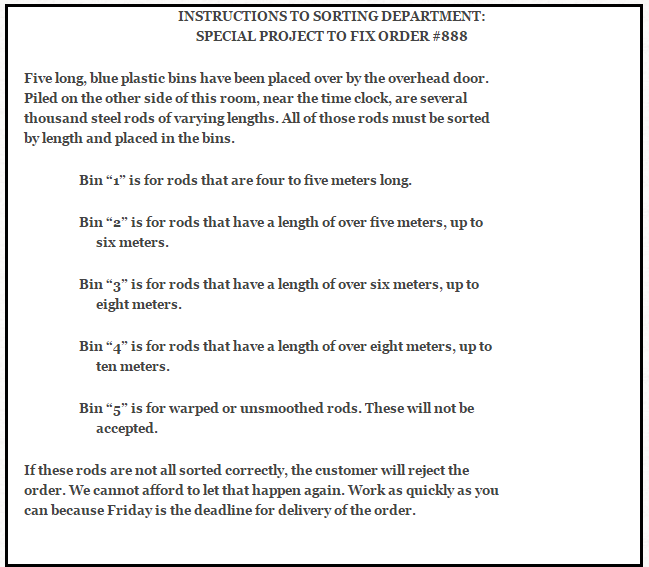 INSTRUCTIONS TO SORTING DEPARTMENT:
SPECIAL PROJECT TO FIX ORDER #888
Five long, blue plastic bins have been placed over by the overhead door.
Piled on the other side of this room, near the time clock, are several
thousand steel rods of varying lengths. All of those rods must be sorted
by length and placed in the bins.
Bin “1” is for rods that are four to five meters long.
Bin “2” is for rods that have a length of over five meters, up to
six meters.
Bin “3” is for rods that have a length of over six meters, up to
eight meters.
Bin “4” is for rods that have a length of over eight meters, up to
ten meters.
Bin “5” is for warped or unsmoothed rods. These will not be
accepted.
If these rods are not all sorted correctly, the customer will reject the
order. We cannot afford to let that happen again. Work as quickly as you
can because Friday is the deadline for delivery of the order.